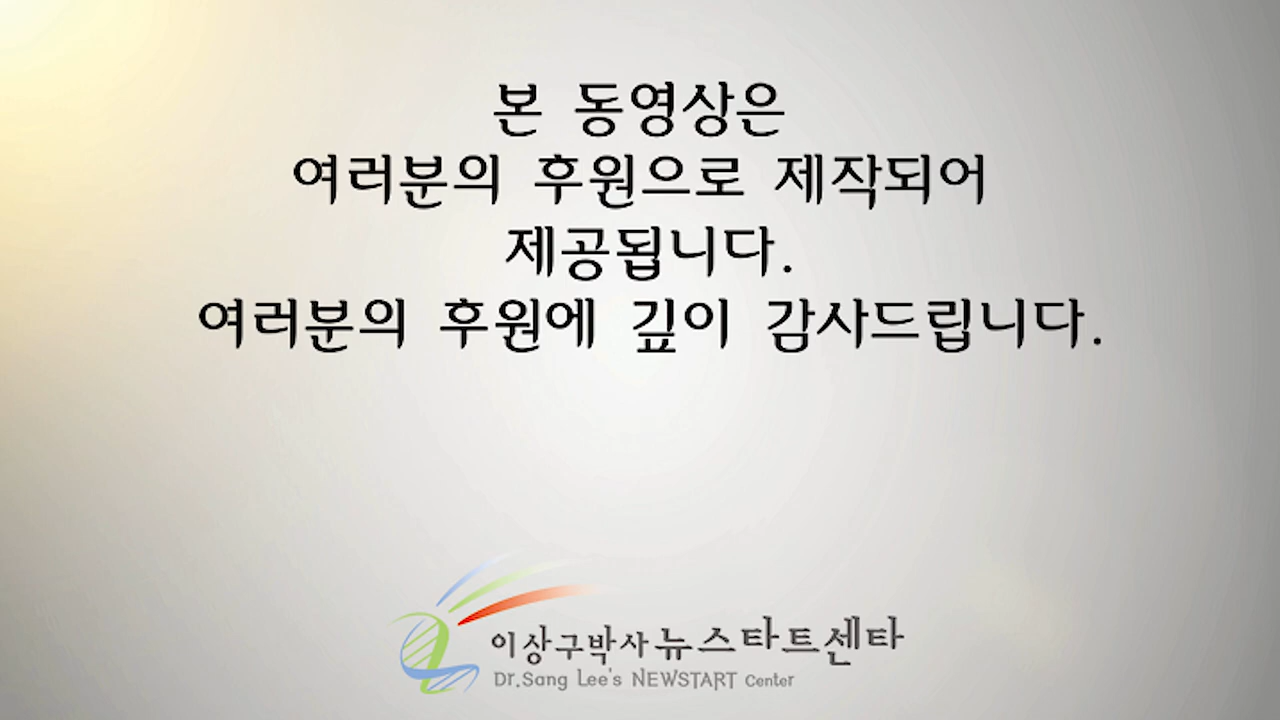 본 동영상은
여러분의 후원으로 제작되어
제공됩니다.
여러분의 후원에 깊이 감사드립니다.
이상구박사 뉴스타트센타
Dr.Sang Lee's NEWSTART Center